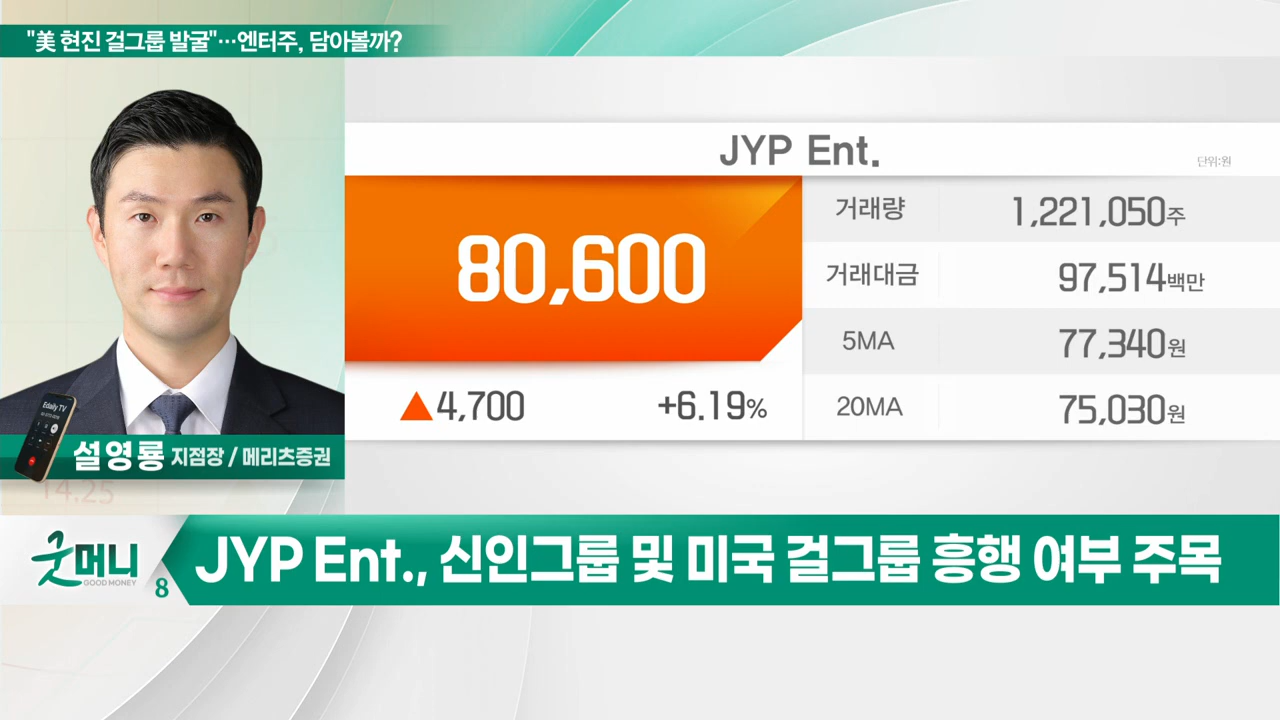 "美 현진 걸그룹 발굴"…엔터주, 담아볼까?
JYP Ent.
단위:원
80,600
▲4,700 +6.19%
거래량 1,221,050주
거래대금 97,514백만
5MA 77,340원
20MA 75,030원
Edaily TV
설영룡 지점장 / 메리츠증권
14.25
굿머니
GOOD MONEY
8
JYP Ent., 신인그룹 및 미국 걸그룹 흥행 여부 주목